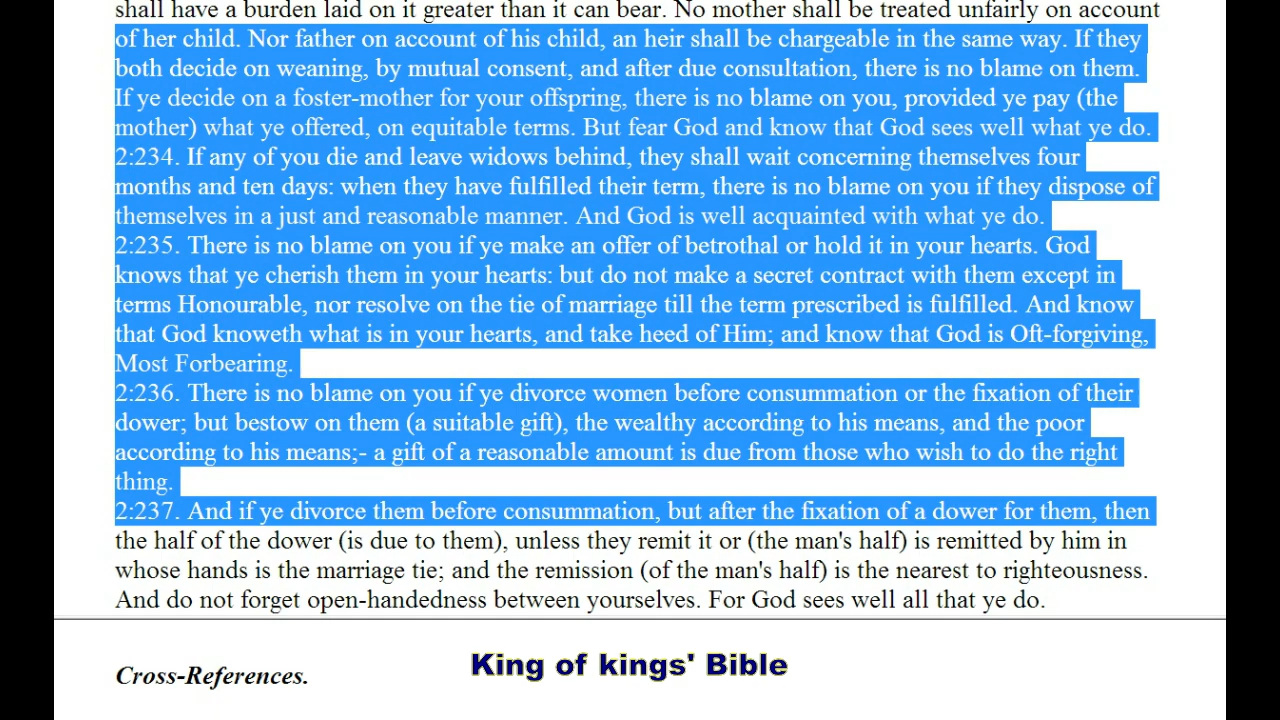 shall have a burden laid on it greater than it can bear. No mother shall be treated unfairly on account
of her child. Nor father on account of his child, an heir shall be chargeable in the same way. If they
both decide on weaning, by mutual consent, and after due consultation, there is no blame on them.
If ye decide on a foster-mother for your offspring, there is no blame on you, provided ye pay (the
mother) what ye offered, on equitable terms. But fear God and know that God sees well what ye do.
2:234. If any of you die and leave widows behind, they shall wait concerning themselves four
months and ten days: when they have fulfilled their term, there is no blame on you if they dispose of
themselves in a just and reasonable manner. And God is well acquainted with what ye do.
2:235. There is no blame on you if ye make an offer of betrothal or hold it in your hearts. God
knows that ye cherish them in your hearts: but do not make a secret contract with them except in
terms Honourable, nor resolve on the tie of marriage till the term prescribed is fulfilled. And know
that God knoweth what is in your hearts, and take heed of Him; and know that God is Oft-forgiving,
Most Forbearing.
2:236. There is no blame on you if ye divorce women before consummation or the fixation of their
dower; but bestow on them (a suitable gift), the wealthy according to his means, and the poor
according to his means;- a gift of a reasonable amount is due from those who wish to do the right
thing.
2:237. And if ye divorce them before consummation, but after the fixation of a dower for them, then
the half of the dower (is due to them), unless they remit it or (the man's half) is remitted by him in
whose hands is the marriage tie; and the remission (of the man's half) is the nearest to righteousness.
And do not forget open-handedness between yourselves. For God sees well all that ye do.
Cross-References.
King of kings' Bible